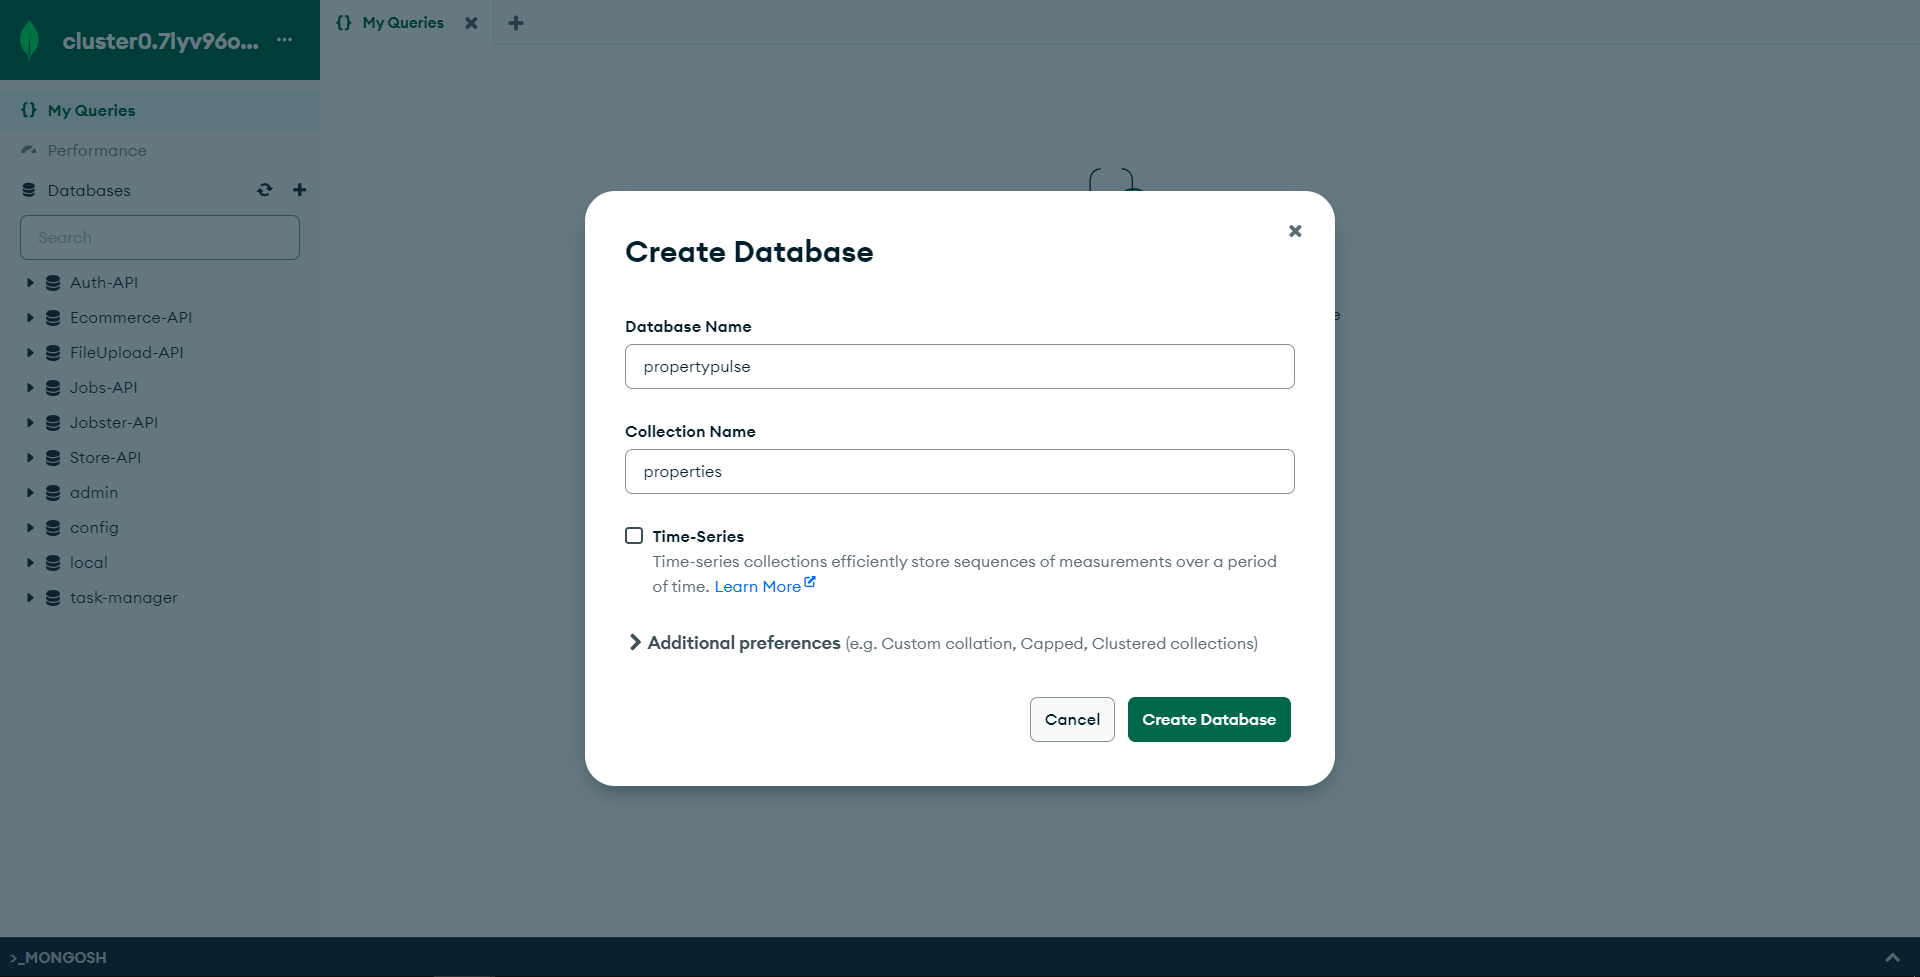 cluster0.7lyv96o...
My Queries
My Queries
Performance
Databases
Search
Auth-API
Ecommerce-API
FileUpload-API
Jobs-API
Jobster-API
Store-API
admin
config
local
task-manager
Create Database
Database Name
propertypulse
Collection Name
properties
Time-Series
Time-series collections efficiently store sequences of measurements over a period
of time. Learn More
Additional preferences (e.g. Custom collation, Capped, Clustered collections)
Cancel
Create Database
e
>_MONGOSH